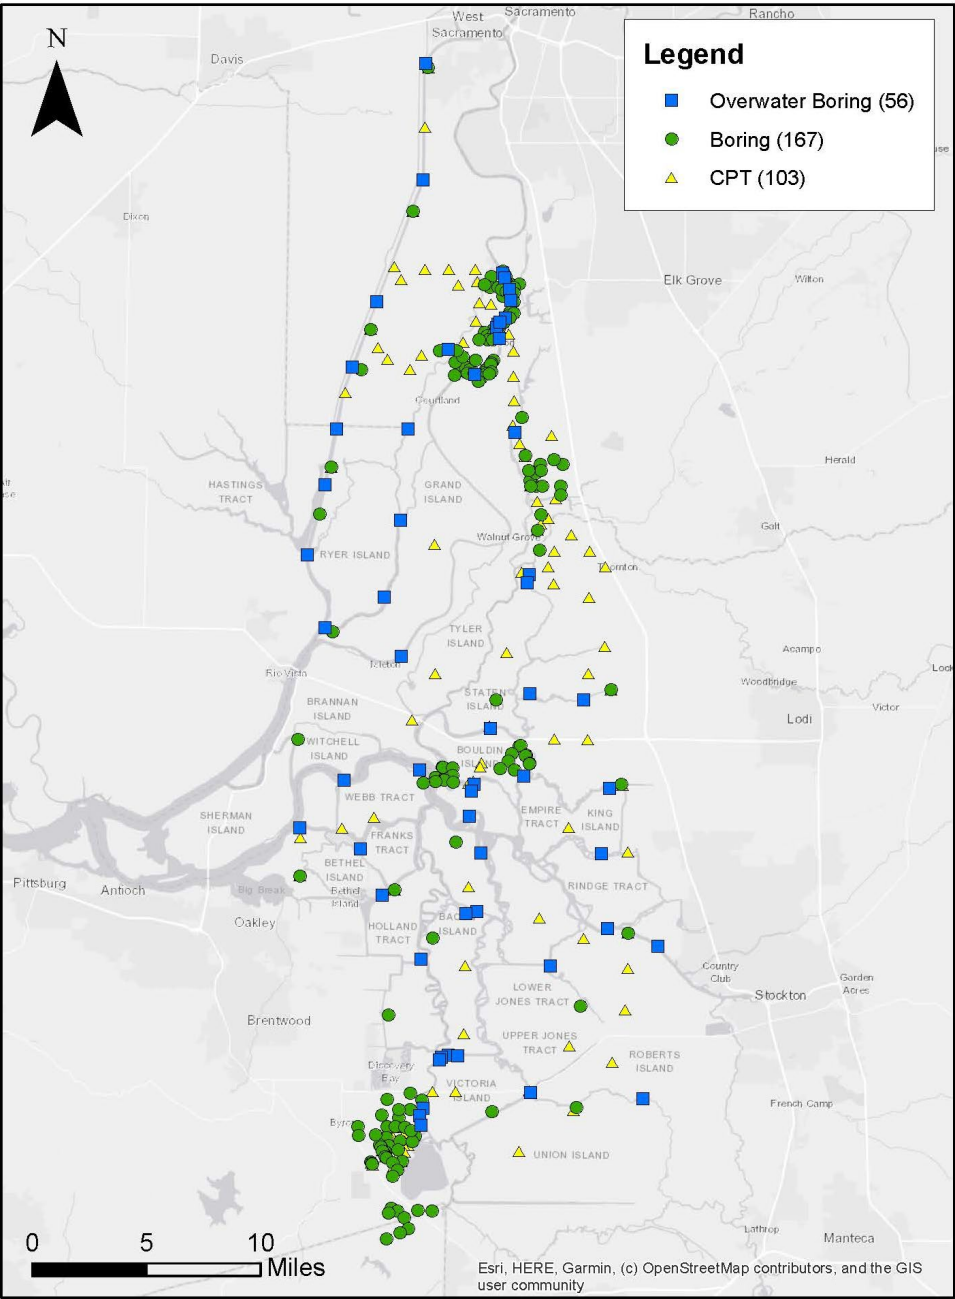 West
Sacramento
Sacramento
Rancho
N
Davis
Legend
Overwater Boring (56)
Boring (167)
CPT (103)
Dixon
Elk Grove
Wilton
Courtland
Herald
HASTINGS
TRACT
GRAND
ISLAND
Galt
Walnut Grove
RYER ISLAND
Thornton
TYLER
ISLAND
Acampo
Rio Vista
Isleton
Woodbridge
Victor
STATEN
ISLAND
BRANNAN
ISLAND
Lodi
TWITCHELL
ISLAND
BOULDIN
ISLAND
WEBB TRACT
SHERMAN
ISLAND
EMPIRE
TRACT
KING
ISLAND
FRANKS
TRACT
BETHEL
ISLAND
Bethel
Island
RINDGE TRACT
Pittsburg
Antioch
Big Break
Oakley
HOLLAND
TRACT
ISLAND
Country
Club
Stockton
Garden
Acres
LOWER
JONES TRACT
Brentwood
UPPER JONES
TRACT
ROBERTS
ISLAND
Discovery
Bay
VICTORIA
ISLAND
French Camp
UNION ISLAND
Lathrop
Manteca
0 5 10
Miles
Esri, HERE, Garmin, (c) OpenStreetMap contributors, and the GIS
user community